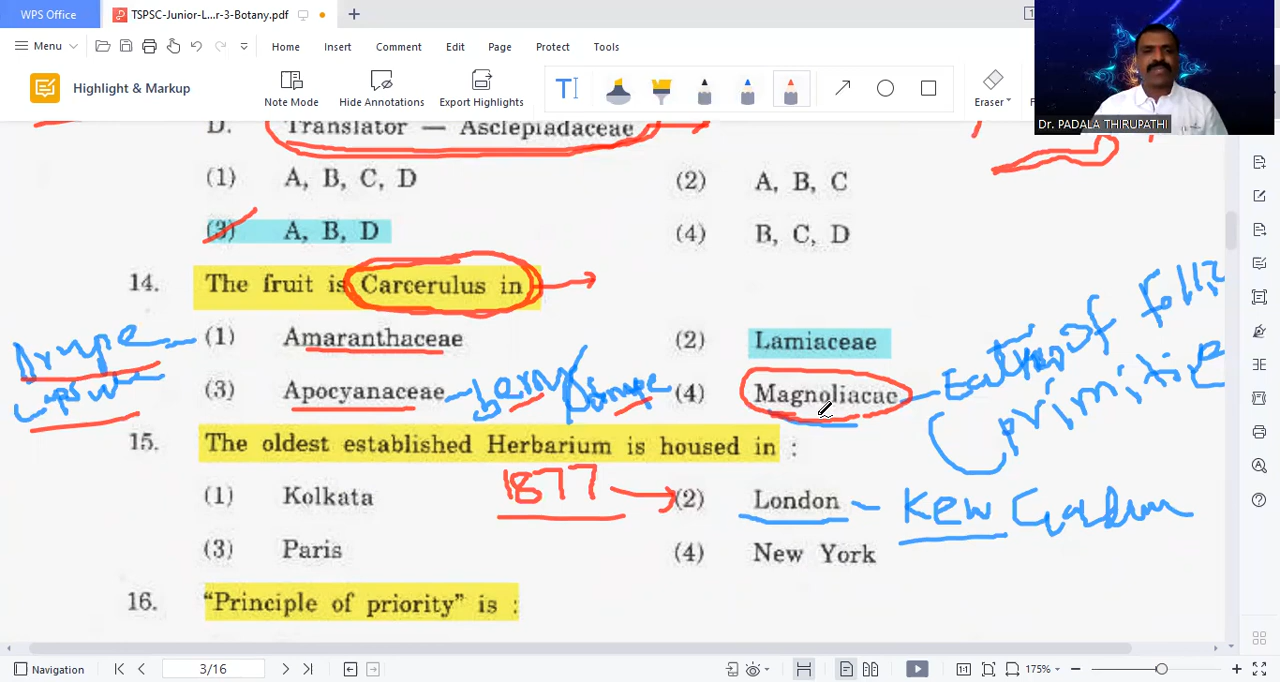 WPS Office
TSPSC-Junior-L...r-3-Botany.pdf
Menu
Home Insert Comment Edit Page Protect Tools
Highlight & Markup
Note Mode
Hide Annotations
Export Highlights
Eraser
Dr. PADALA THIRUPATHI
D. Translator — Asclepiadaceae
(1) A, B, C, D (2) A, B, C
(3) A, B, D (4) B, C, D
14. The fruit is Carcerulus in
Drupe (1) Amaranthaceae (2) Lamiaceae
capsule (3) Apocyanaceae berry (4) Magnoliacae
primitive
15. The oldest established Herbarium is housed in :
(1) Kolkata 1877 (2) London – Kew
(3) Paris (4) New York
16. "Principle of priority" is :
Navigation 3/16 175%